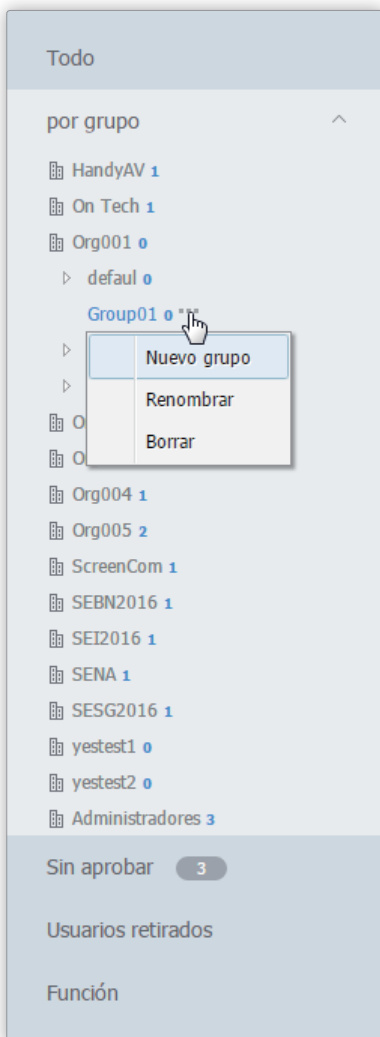 Todo
por grupo
HandyAV 1
On Tech 1
Org001 0
defaul 0
Group01 0
Nuevo grupo
Renombrar
Borrar
Org004 1
Org005 2
ScreenCom 1
SEBN2016 1
SEI2016 1
SENA 1
SESG2016 1
yestest1 0
yestest2 0
Administradores 3
Sin aprobar 3
Usuarios retirados
Función